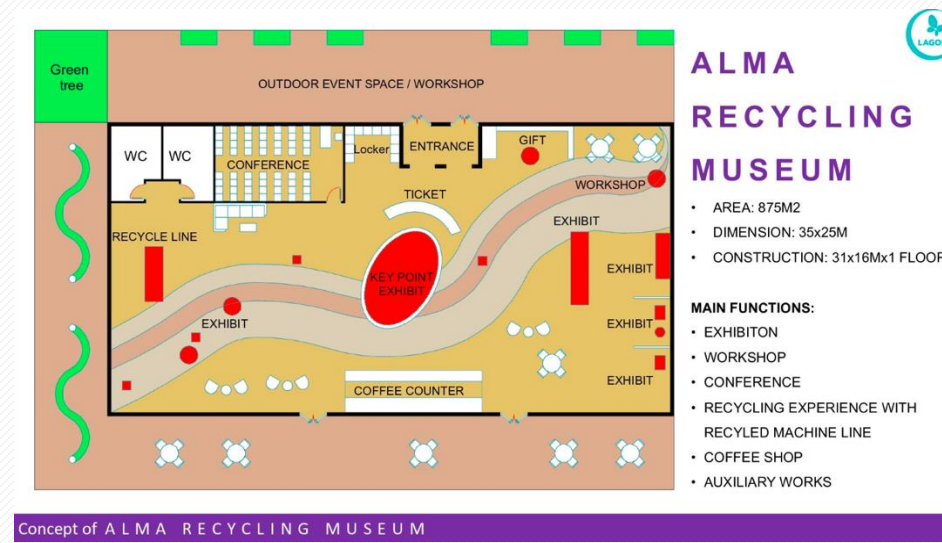 LAGOM
ALMA
RECYCLING
MUSEUM
• AREA: 875M2
• DIMENSION: 35x25M
• CONSTRUCTION: 31x16Mx1 FLOOR
MAIN FUNCTIONS:
• EXHIBITON
• WORKSHOP
• CONFERENCE
• RECYCLING EXPERIENCE WITH
RECYLED MACHINE LINE
• COFFEE SHOP
• AUXILIARY WORKS
Green
tree
OUTDOOR EVENT SPACE / WORKSHOP
WC
WC
CONFERENCE
Locker
ENTRANCE
GIFT
WORKSHOP
TICKET
EXHIBIT
RECYCLE LINE
KEY POINT
EXHIBIT
EXHIBIT
EXHIBIT
EXHIBIT
EXHIBIT
COFFEE COUNTER
Concept of ALMA RECYCLING MUSEUM